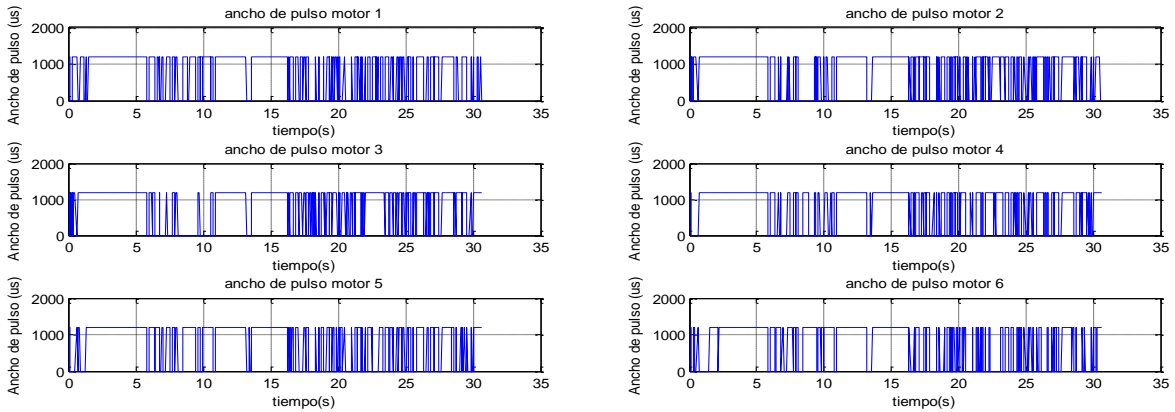 ancho de pulso motor 1
Ancho de pulso (us)
2000
1000
0
0 5 10 15 20 25 30 35
tiempo(s)
ancho de pulso motor 2
Ancho de pulso (us)
2000
1000
0
0 5 10 15 20 25 30 35
tiempo(s)
ancho de pulso motor 3
Ancho de pulso (us)
2000
1000
0
0 5 10 15 20 25 30 35
tiempo(s)
ancho de pulso motor 4
Ancho de pulso (us)
2000
1000
0
0 5 10 15 20 25 30 35
tiempo(s)
ancho de pulso motor 5
Ancho de pulso (us)
2000
1000
0
0 5 10 15 20 25 30 35
tiempo(s)
ancho de pulso motor 6
Ancho de pulso (us)
2000
1000
0
0 5 10 15 20 25 30 35
tiempo(s)